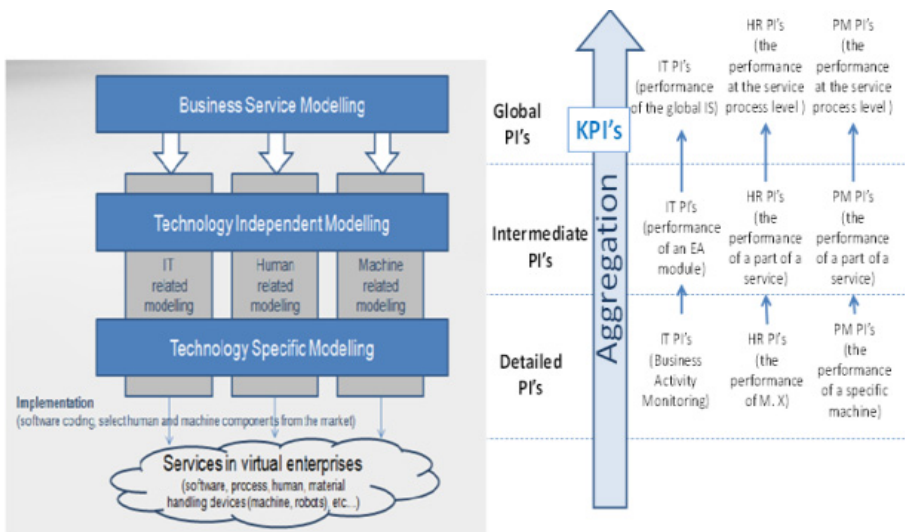 Business Service Modelling
Technology Independent Modelling
IT
related
modelling
Human
related
modelling
Machine
related
modelling
Technology Specific Modelling
Implementation
(software coding, select human and machine components from the market)
Services in virtual enterprises
(software, process, human, material
handling devices (machine, robots), etc...)
Global
PI's
KPI's
IT PI's
(performance
of the global IS)
HR PI's
(the
performance
at the service
process level )
PM PI's
(the
performance
at the service
process level )
Intermediate
PI's
IT PI's
(performance
of an EA
module)
HR PI's
(the
performance
of a part of a
service)
PM PI's
(the
performance
of a part of a
service)
Detailed
PI's
IT PI's
(Business
Activity
Monitoring)
HR PI's
(the
performance
of M. X)
PM PI's
(the
performance
of a specific
machine)
Aggregation